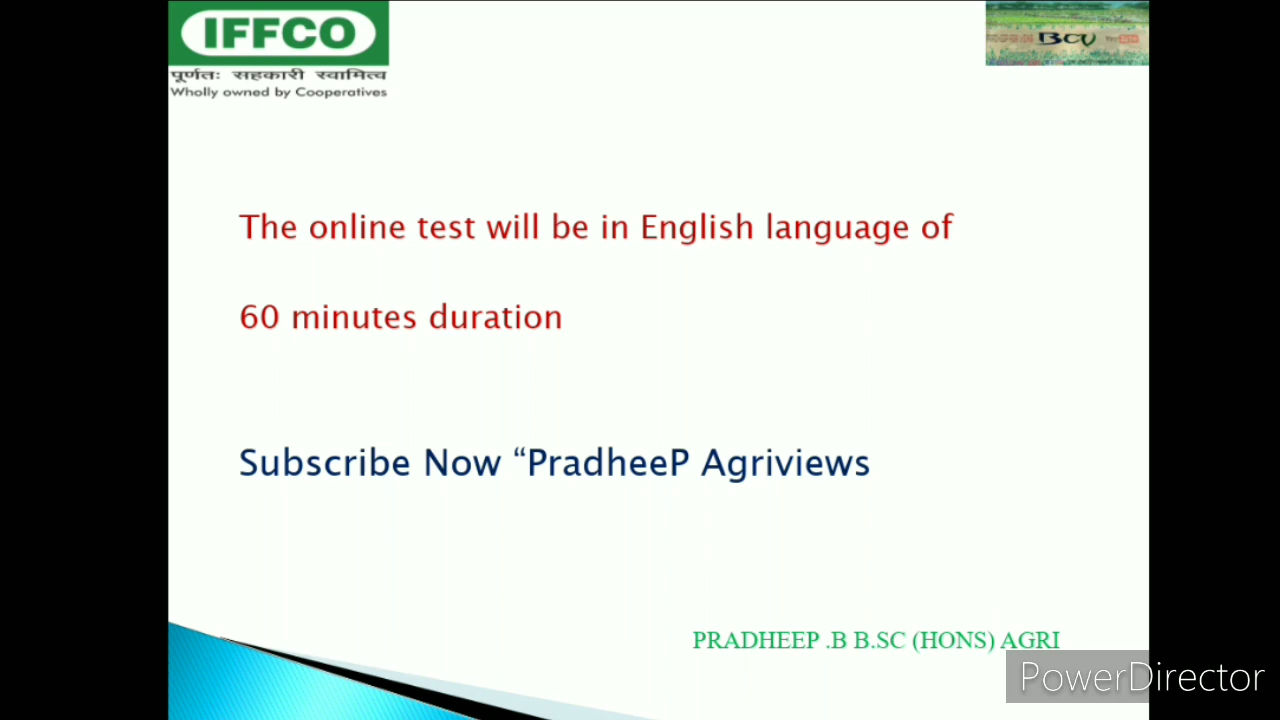 IFFCO
पूर्णतः सहकारी स्वामित्व
Wholly owned by Cooperatives
The online test will be in English language of
60 minutes duration
Subscribe Now “PradheeP Agriviews
PRADHEEP .B B.SC (HONS) AGRI
PowerDirector